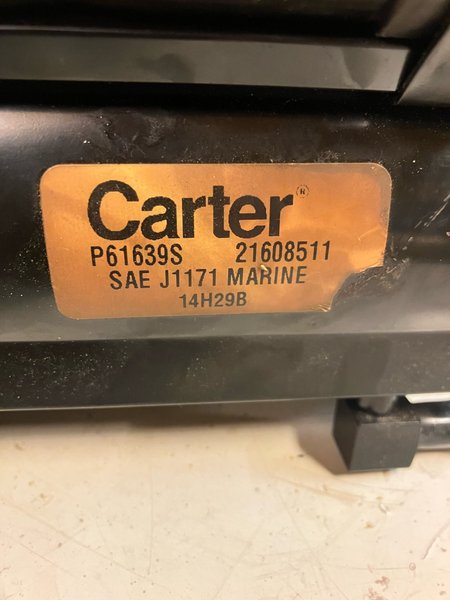 Carter®
P61639S 21608511
SAE J1171 MARINE
14H29B